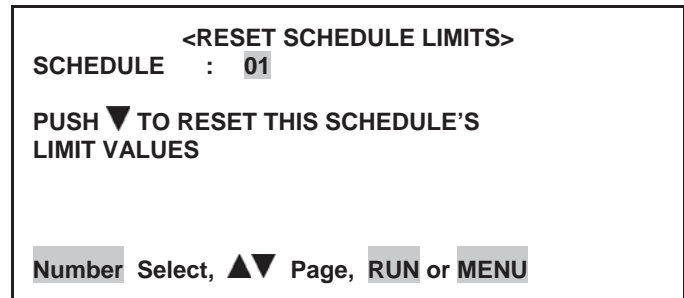 <RESET SCHEDULE LIMITS>
SCHEDULE : 01
PUSH ▼ TO RESET THIS SCHEDULE’S
LIMIT VALUES
Number Select, ▲▼ Page, RUN or MENU